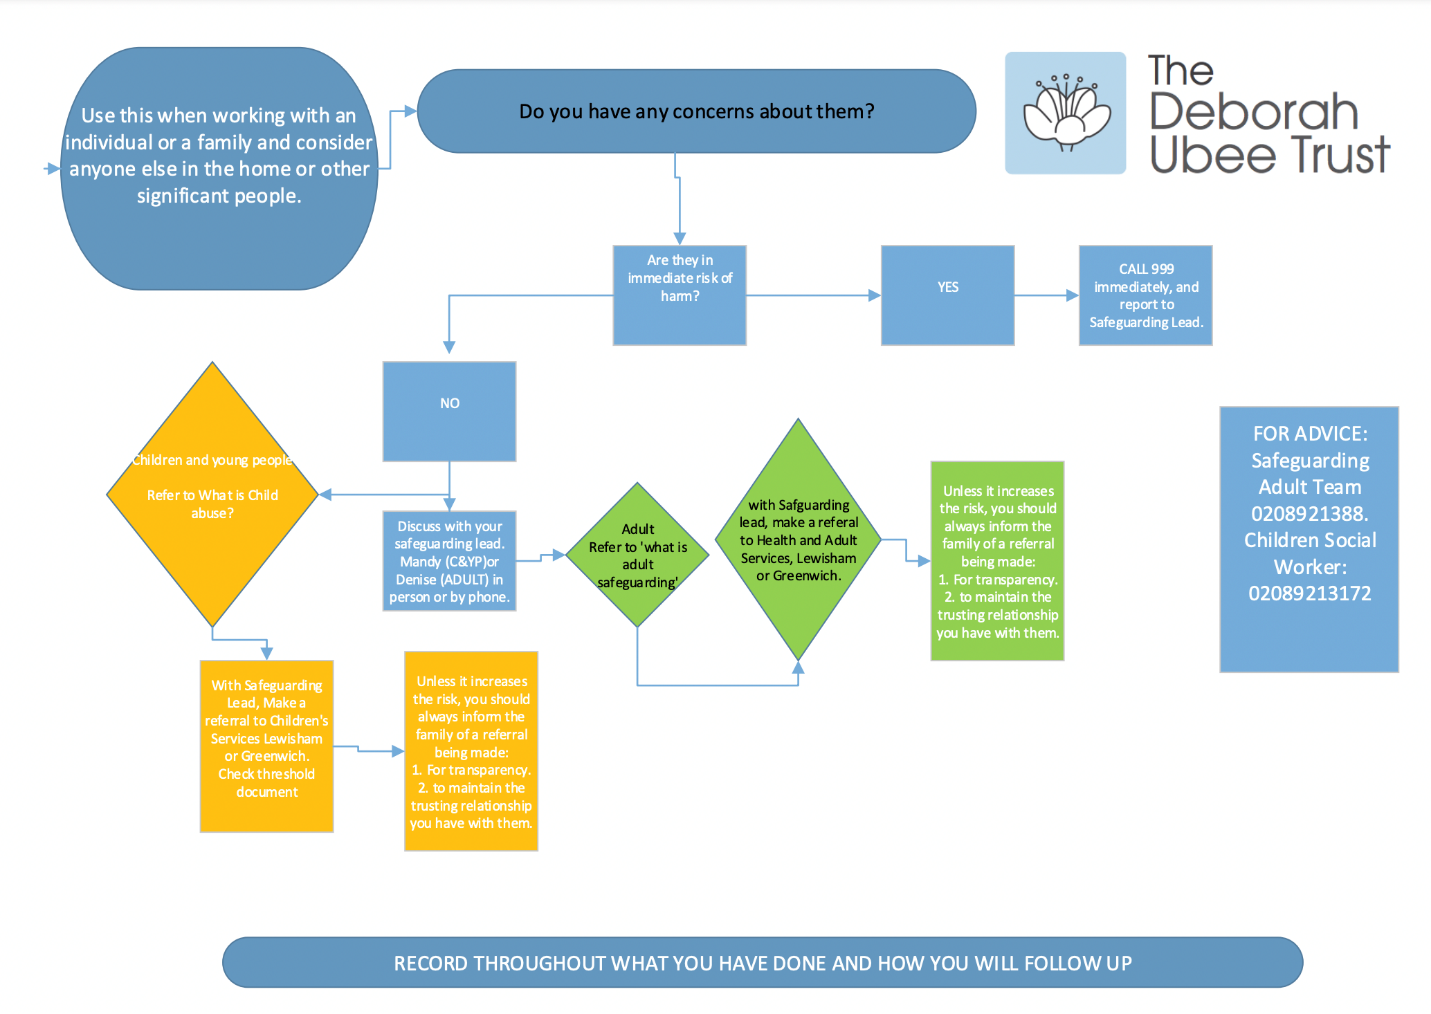 Use this when working with an
individual or a family and consider
anyone else in the home or other
significant people.
Do you have any concerns about them?
The
Deborah
Ubee Trust
Are they in
immediate risk of
harm?
YES
CALL 999
immediately, and
report to
Safeguarding Lead.
NO
Children and young people
Refer to What is Child
abuse?
Discuss with your
safeguarding lead.
Mandy (C&YP)or
Denise (ADULT) in
person or by phone.
Adult
Refer to 'what is
adult
safeguarding'
with Safguarding
lead, make a referal
to Health and Adult
Services, Lewisham
or Greenwich.
Unless it increases
the risk, you should
always inform the
family of a referral
being made:
1. For transparency.
2. to maintain the
trusting relationship
you have with them.
FOR ADVICE:
Safeguarding
Adult Team
0208921388.
Children Social
Worker:
02089213172
With Safeguarding
Lead, Make a
referral to Children's
Services Lewisham
or Greenwich.
Check threshold
document
Unless it increases
the risk, you should
always inform the
family of a referral
being made:
1. For transparency.
2. to maintain the
trusting relationship
you have with them.
RECORD THROUGHOUT WHAT YOU HAVE DONE AND HOW YOU WILL FOLLOW UP